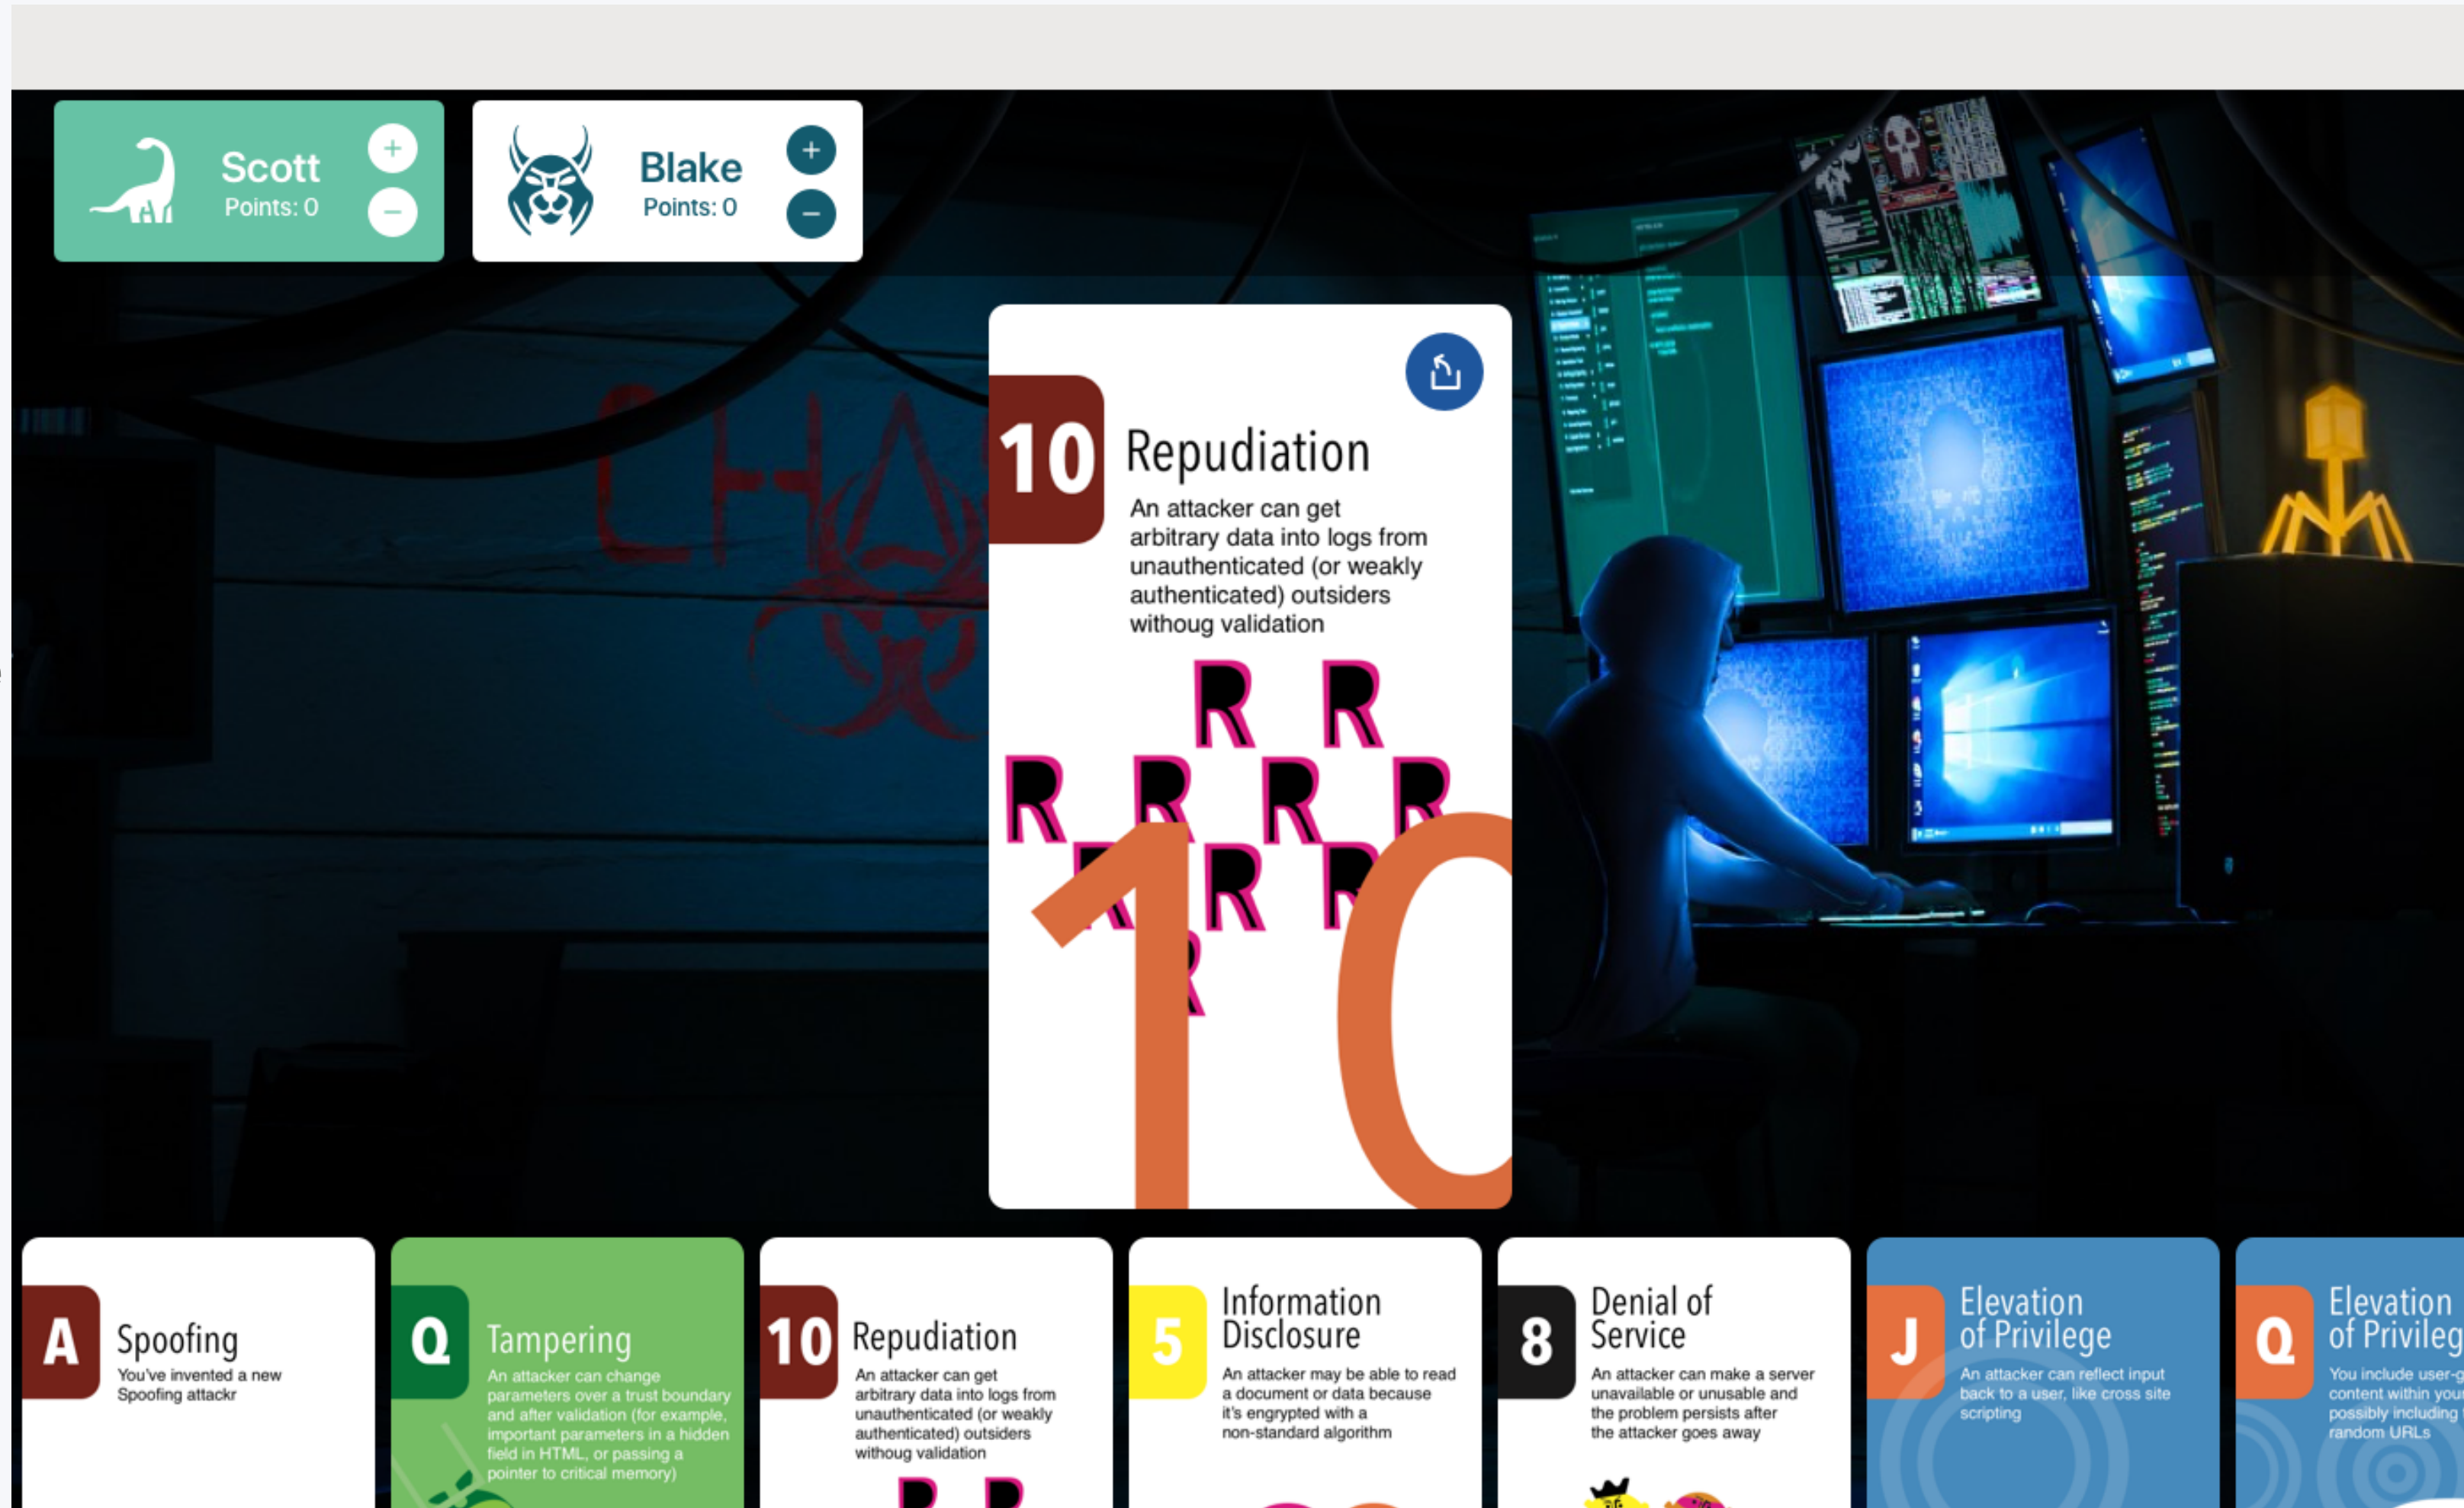 Scott
Points: 0
+
−
Blake
Points: 0
+
−
CHA
10
Repudiation
An attacker can get
arbitrary data into logs from
unauthenticated (or weakly
authenticated) outsiders
withoug validation
R R
R R R R
R R R
R
10
A
Spoofing
You've invented a new
Spoofing attackr
Q
Tampering
An attacker can change
parameters over a trust boundary
and after validation (for example,
important parameters in a hidden
field in HTML, or passing a
pointer to critical memory)
10
Repudiation
An attacker can get
arbitrary data into logs from
unauthenticated (or weakly
authenticated) outsiders
withoug validation
R R
5
Information
Disclosure
An attacker may be able to read
a document or data because
it's encrypted with a
non-standard algorithm
8
Denial of
Service
An attacker can make a server
unavailable or unusable and
the problem persists after
the attacker goes away
J
Elevation
of Privilege
An attacker can reflect input
back to a user, like cross site
scripting
Q
Elevation
of Privileg
You include user-g
content within your
possibly including
random URLs